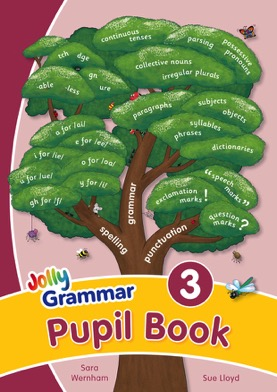 continuous
tenses
parsing
possessive
pronouns
tch dge
collective nouns
irregular plurals
gn
-able
-less
ure
paragraphs
subjects
objects
syllables
phrases
dictionaries
a for /ai/
e for /ee/
i for /ie/
o for /oa/
u for /ue/
y for /i/
gh for /f/
exclamation
marks !
"speech
marks"
question
marks ?
spelling
grammar
punctuation
Jolly
Grammar
3
Pupil Book
Sara
Wernham
Sue Lloyd